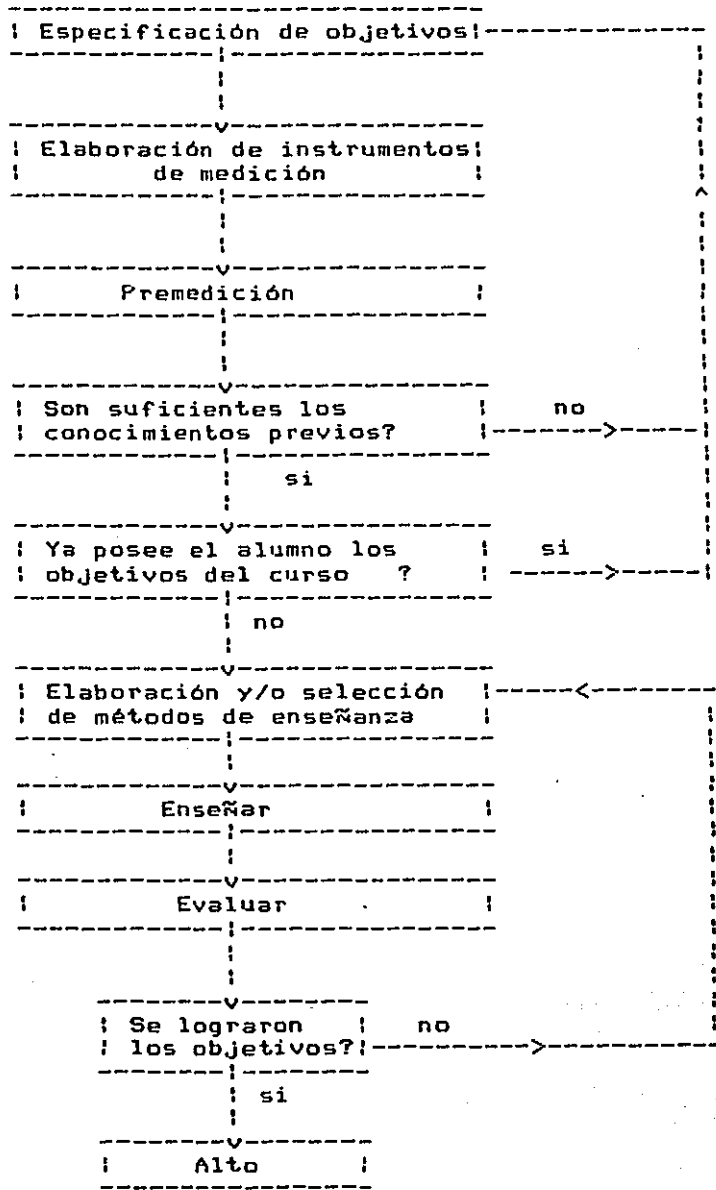 Especificación de objetivos
Elaboración de instrumentos
de medición
Premedición
Son suficientes los
conocimientos previos?
no
si
Ya posee el alumno los
objetivos del curso ?
si
no
Elaboración y/o selección
de métodos de enseÑanza
EnseÑar
Evaluar
Se lograron
los objetivos?
no
si
Alto